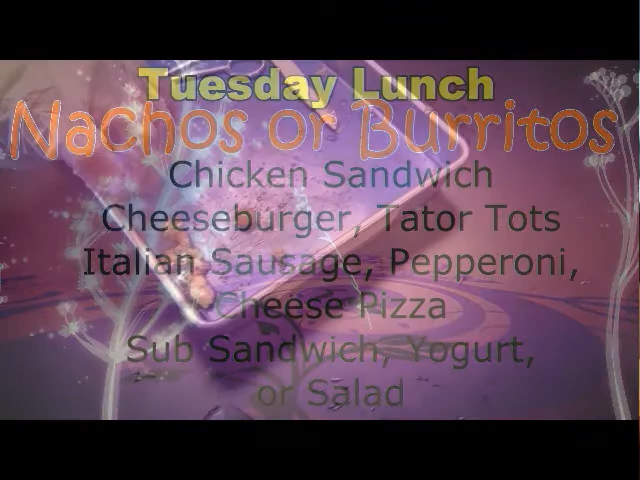 Tuesday Lunch
Nachos or Burritos
Chicken Sandwich
Cheeseburger, Tator Tots
Italian Sausage, Pepperoni,
Cheese Pizza
Sub Sandwich, Yogurt,
or Salad